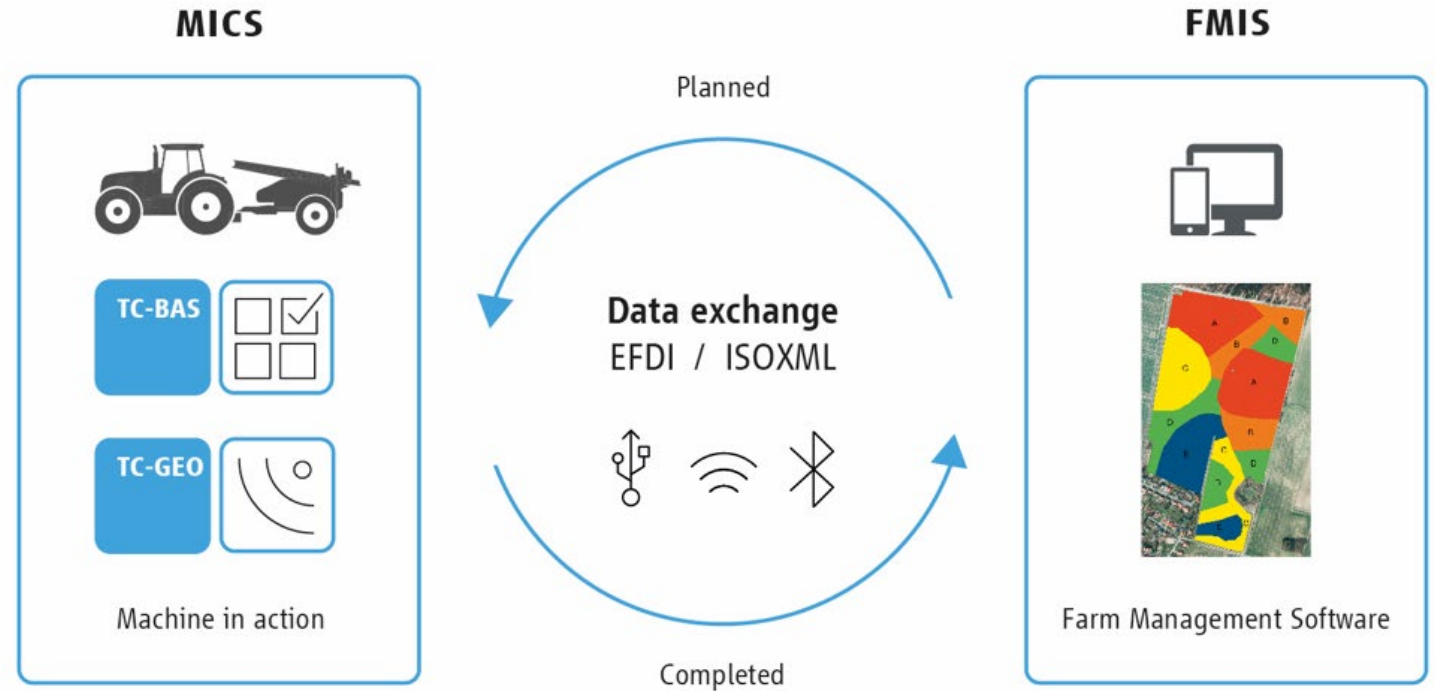 MICS
FMIS
Planned
TC-BAS
Data exchange
EFDI / ISOXML
TC-GEO
A
B
B
D
C
A
D
B
E
C
D
Machine in action
Farm Management Software
Completed